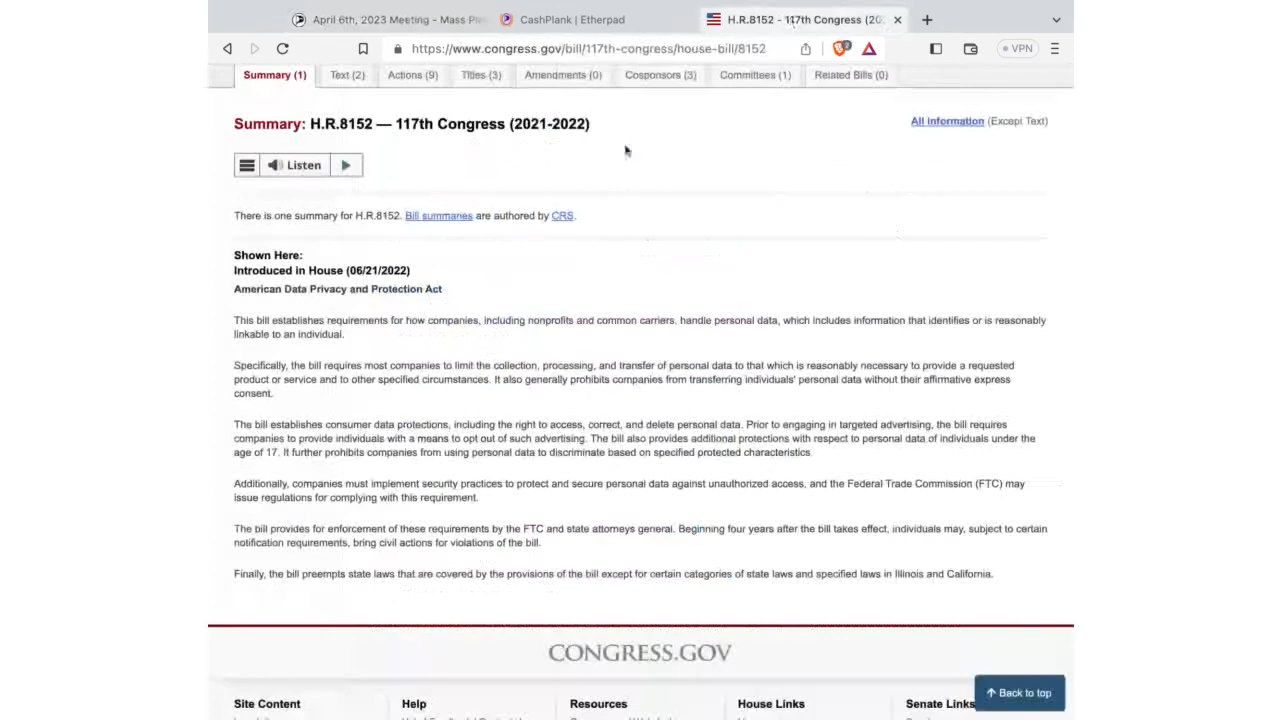 April 6th, 2023 Meeting - Mass
CashPlank | Etherpad
H.R.8152 - 117th Congress (20
https://www.congress.gov/bill/117th-congress/house-bill/8152
VPN
Summary (1)
Text (2)
Actions (9)
Titles (3)
Amendments (0)
Cosponsors (3)
Committees (1)
Related Bills (0)
Summary: H.R.8152 — 117th Congress (2021-2022)
All information (Except Text)
Listen
There is one summary for H.R.8152. Bill summaries are authored by CRS.
Shown Here:
Introduced in House (06/21/2022)
American Data Privacy and Protection Act
This bill establishes requirements for how companies, including nonprofits and common carriers, handle personal data, which includes information that identifies or is reasonably
linkable to an individual.
Specifically, the bill requires most companies to limit the collection, processing, and transfer of personal data to that which is reasonably necessary to provide a requested
product or service and to other specified circumstances. It also generally prohibits companies from transferring individuals' personal data without their affirmative express
consent.
The bill establishes consumer data protections, including the right to access, correct, and delete personal data. Prior to engaging in targeted advertising, the bill requires
companies to provide individuals with a means to opt out of such advertising. The bill also provides additional protections with respect to personal data of individuals under the
age of 17. It further prohibits companies from using personal data to discriminate based on specified protected characteristics.
Additionally, companies must implement security practices to protect and secure personal data against unauthorized access, and the Federal Trade Commission (FTC) may
issue regulations for complying with this requirement.
The bill provides for enforcement of these requirements by the FTC and state attorneys general. Beginning four years after the bill takes effect, individuals may, subject to certain
notification requirements, bring civil actions for violations of the bill.
Finally, the bill preempts state laws that are covered by the provisions of the bill except for certain categories of state laws and specified laws in Illinois and California.
CONGRESS.GOV
Back to top
Site Content
Help
Resources
House Links
Senate Links